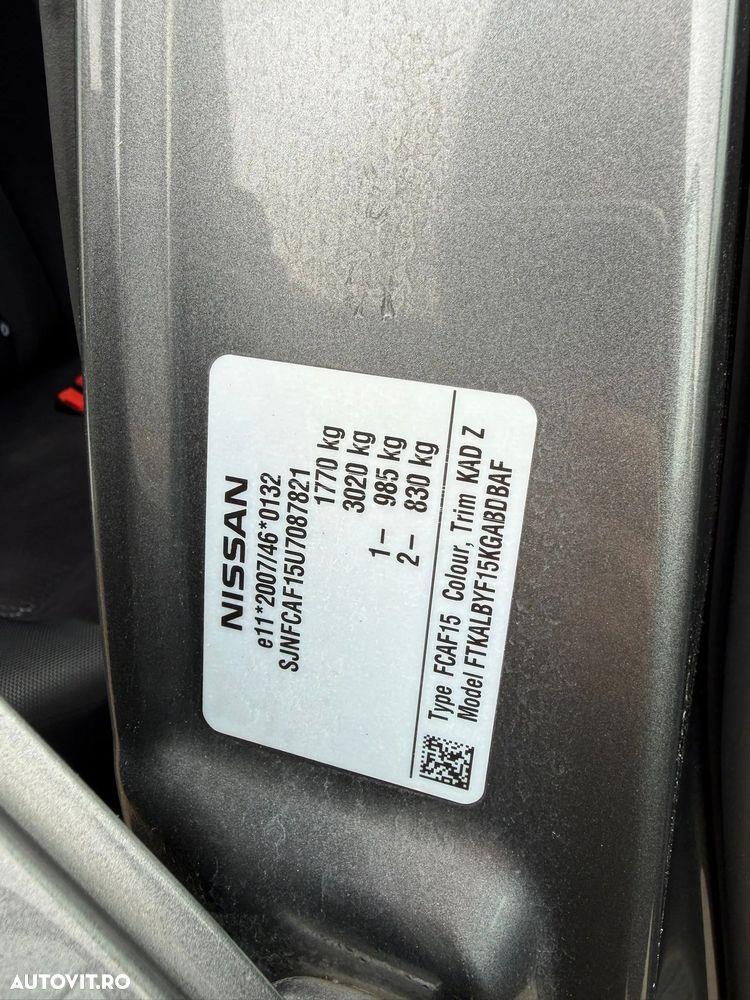 NISSAN
e11*2007/46*0132
SJNFCAF15U7087821
1770 kg
3020 kg
1– 985 kg
2– 830 kg
Type FCAF15 Colour, Trim KAD Z
Model FTKALBYF15KGABDBAF
AUTOVIT.RO